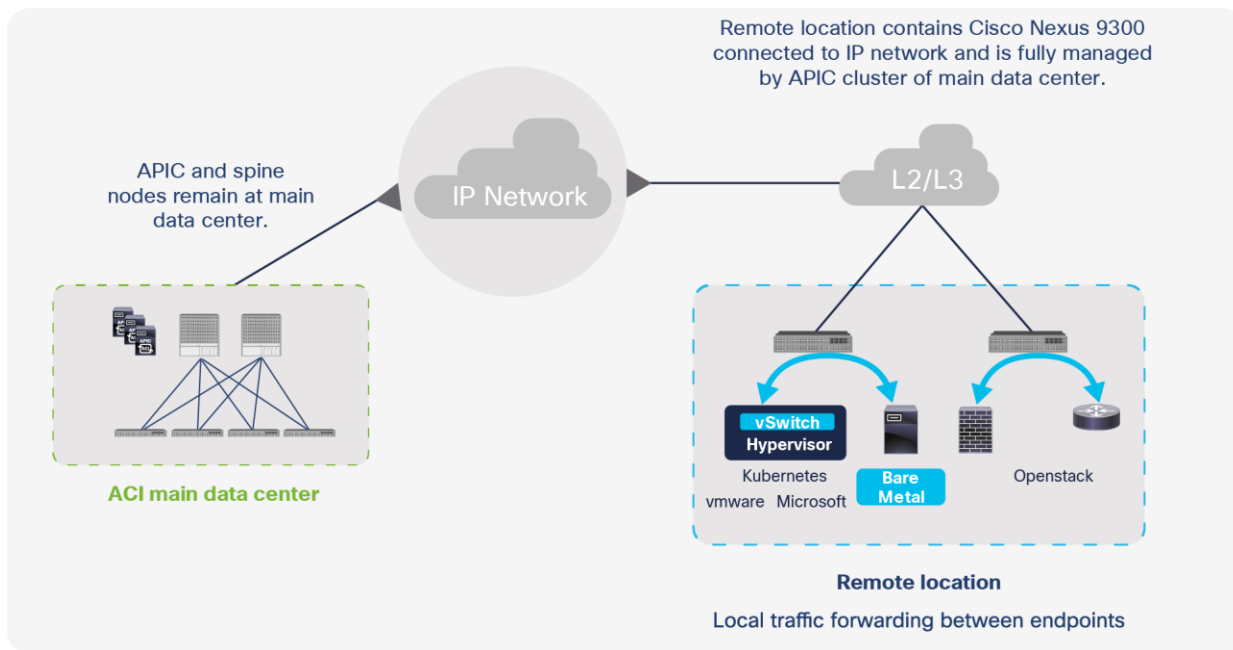 Remote location contains Cisco Nexus 9300
connected to IP network and is fully managed
by APIC cluster of main data center.
APIC and spine
nodes remain at main
data center.
IP Network
L2/L3
APIC
vSwitch
Hypervisor
Kubernetes
vmware Microsoft
Bare
Metal
Openstack
ACI main data center
Remote location
Local traffic forwarding between endpoints